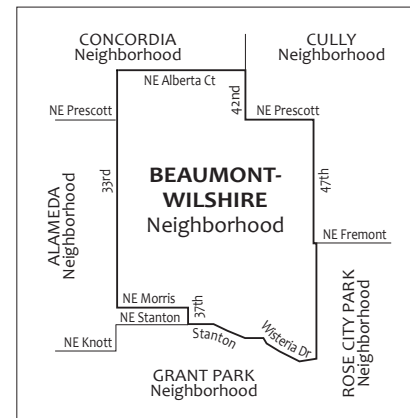 CONCORDIA
Neighborhood
CULLY
Neighborhood
NE Alberta Ct
42nd
NE Prescott
NE Prescott
33rd
ALAMEDA
Neighborhood
BEAUMONT-
WILSHIRE
Neighborhood
47th
NE Fremont
NE Morris
37th
NE Stanton
Stanton
Wisteria Dr
NE Knott
ROSE CITY PARK
Neighborhood
GRANT PARK
Neighborhood